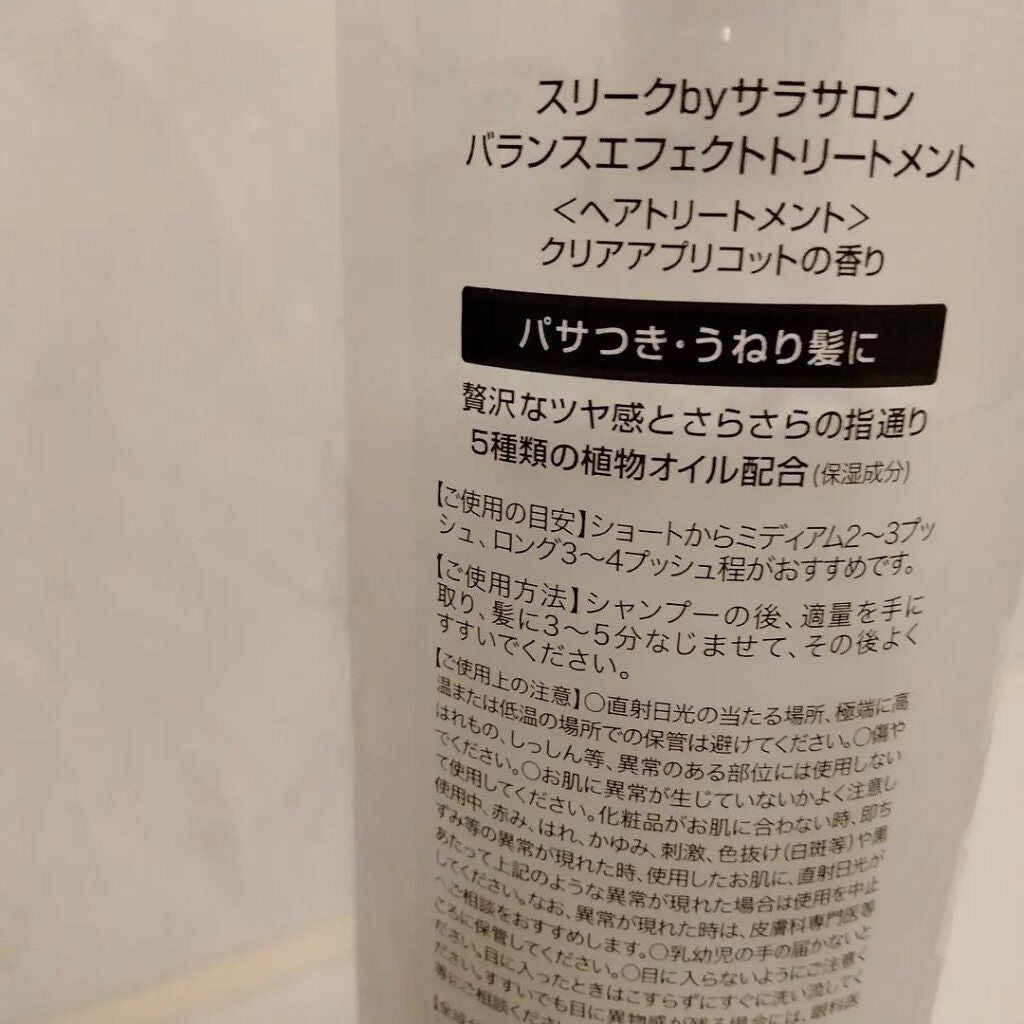 スリークbyサラサロン
バランスエフェクトトリートメント
<ヘアトリートメント>
クリアアプリコットの香り
パサつき・うねり髪に
贅沢なツヤ感とさらさらの指通り
5種類の植物オイル配合(保湿成分)
【ご使用の目安】ショートからミディアム2〜3プッ
シュ、ロング3〜4プッシュ程がおすすめです。
【ご使用方法】シャンプーの後、適量を手に
取り、髪に3〜5分なじませて、その後よく
すすいでください。
【ご使用上の注意】○直射日光の当たる場所、極端に高
温または低温の場所での保管は避けてください。○傷や
はれもの、しっしん等、異常のある部位には使用しない
でください。○お肌に異常が生じていないかよく注意し
て使用してください。化粧品がお肌に合わない時、即ち
使用中、赤み、はれ、かゆみ、刺激、色抜け(白斑等)や黒
ずみ等の異常が現れた時、使用したお肌に、直射日光が
あたって上記のような異常が現れた場合は使用を中止
してください。なお、異常が現れた時は、皮膚科専門医等
へご相談をおすすめします。○乳幼児の手の届かないと
ころに保管してください。○目に入らないようにご注意く
ださい。目に入ったときはこすらずにすぐに洗い流してく
ださい。すすいでも目に異物感が残る場合には、眼科医
等にご相談くださ